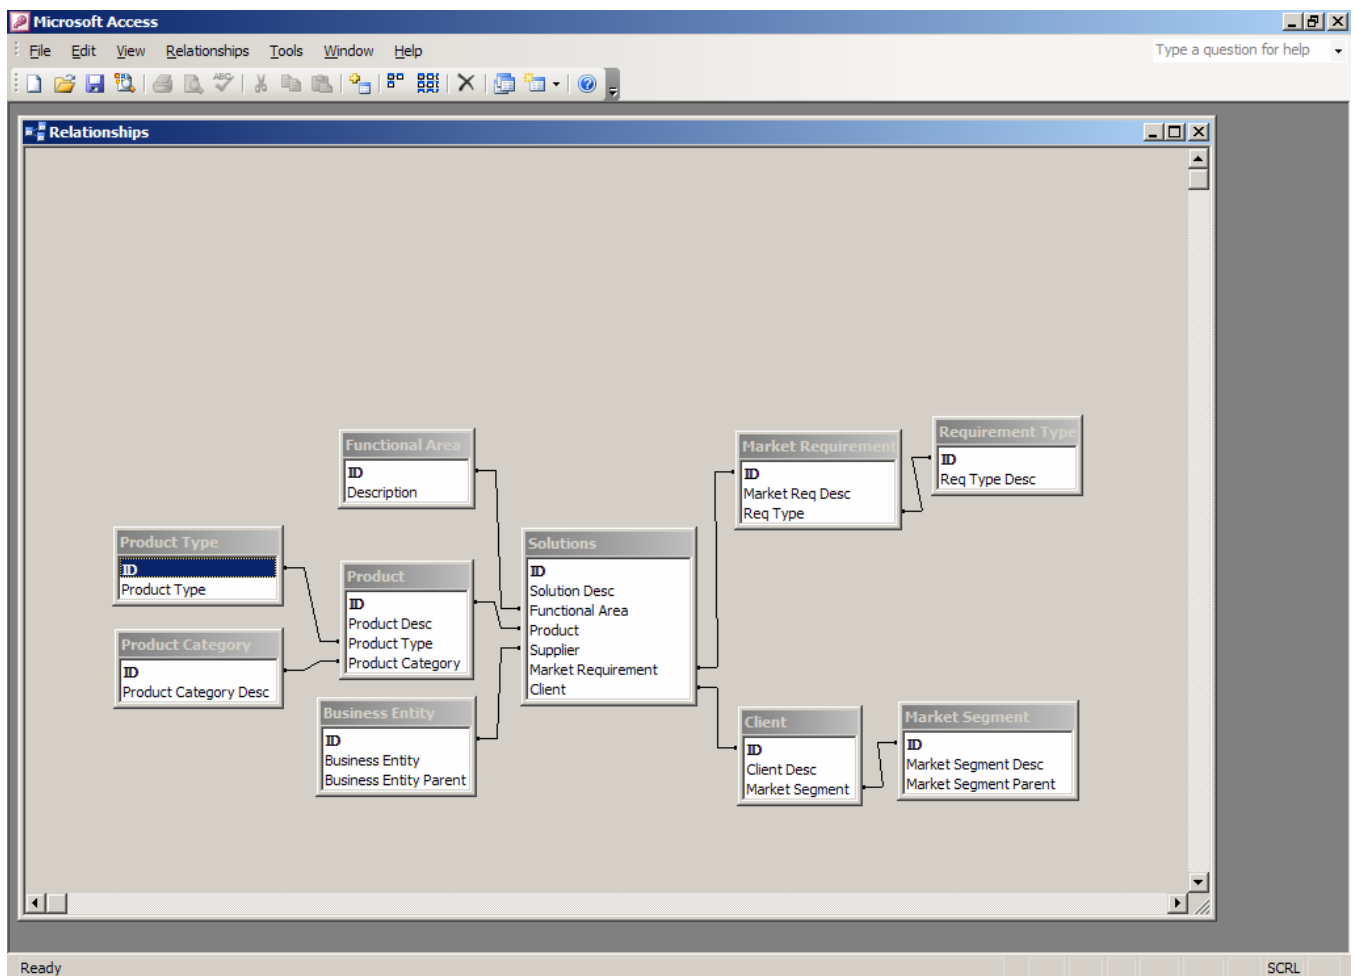 Microsoft Access
File Edit View Relationships Tools Window Help
Type a question for help
ABC
Relationships
Functional Area
ID
Description
Product Type
ID
Product Type
Product Category
ID
Product Category Desc
Product
ID
Product Desc
Product Type
Product Category
Business Entity
ID
Business Entity
Business Entity Parent
Solutions
ID
Solution Desc
Functional Area
Product
Supplier
Market Requirement
Client
Market Requirement
ID
Market Req Desc
Req Type
Requirement Type
ID
Req Type Desc
Client
ID
Client Desc
Market Segment
Market Segment
ID
Market Segment Desc
Market Segment Parent
Ready
SCRL